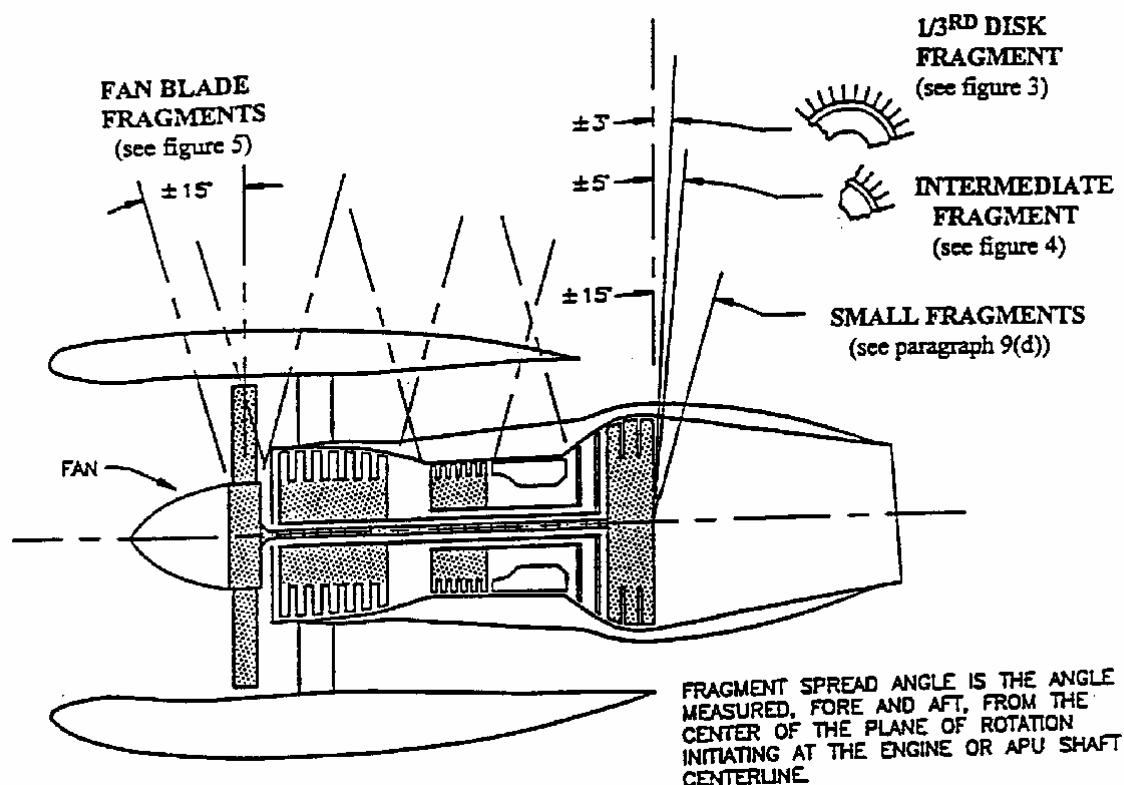 1/3RD DISK
FRAGMENT
(see figure 3)
FAN BLADE
FRAGMENTS
(see figure 5)
±15°
±3°
±5°
INTERMEDIATE
FRAGMENT
(see figure 4)
±15°
SMALL FRAGMENTS
(see paragraph 9(d))
FAN
FRAGMENT SPREAD ANGLE IS THE ANGLE
MEASURED, FORE AND AFT, FROM THE
CENTER OF THE PLANE OF ROTATION
INITIATING AT THE ENGINE OR APU SHAFT
CENTERLINE.